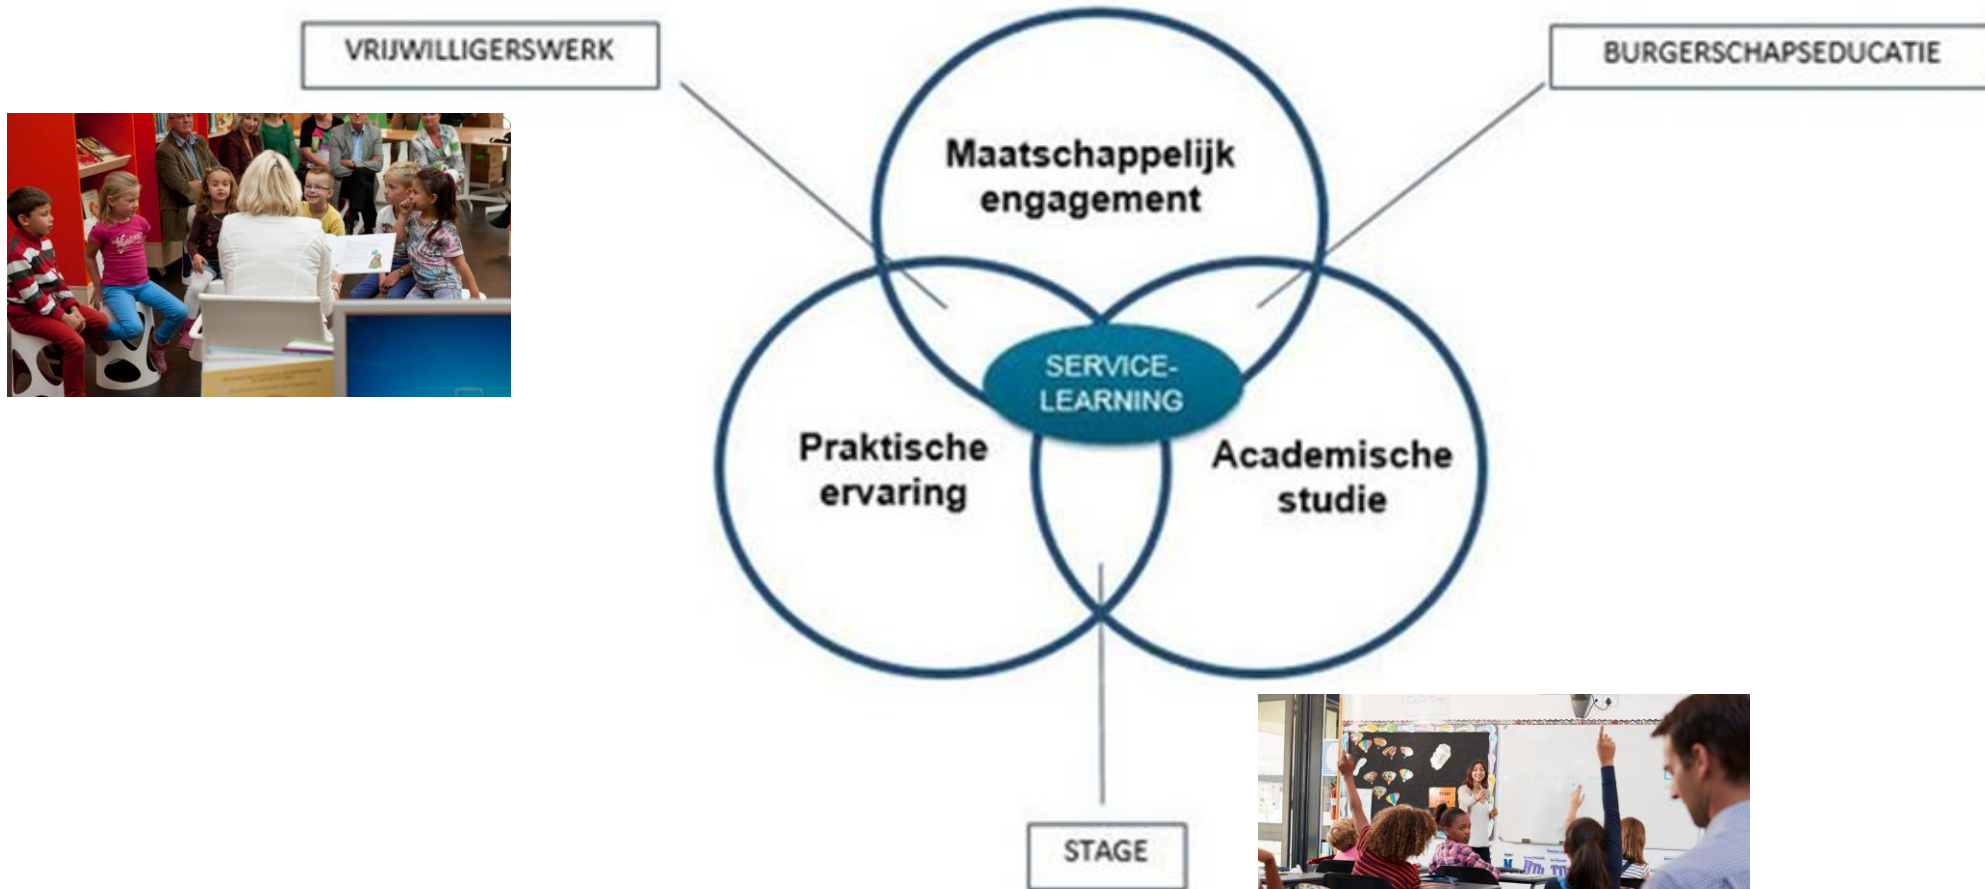 VRIJWILLIGERSWERK
BURGERSCHAPSEDUCATIE
Maatschappelijk
engagement
SERVICE-
LEARNING
Praktische
ervaring
Academische
studie
STAGE